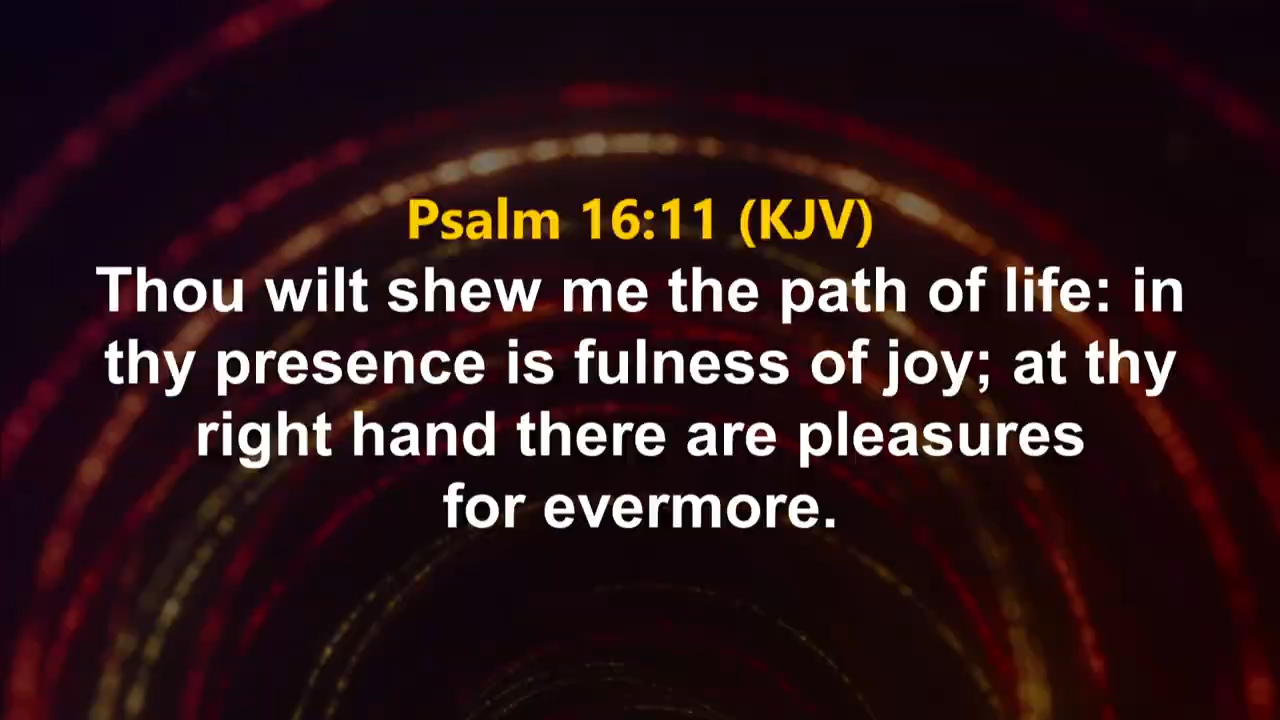 Psalm 16:11 (KJV)
Thou wilt shew me the path of life: in
thy presence is fulness of joy; at thy
right hand there are pleasures
for evermore.